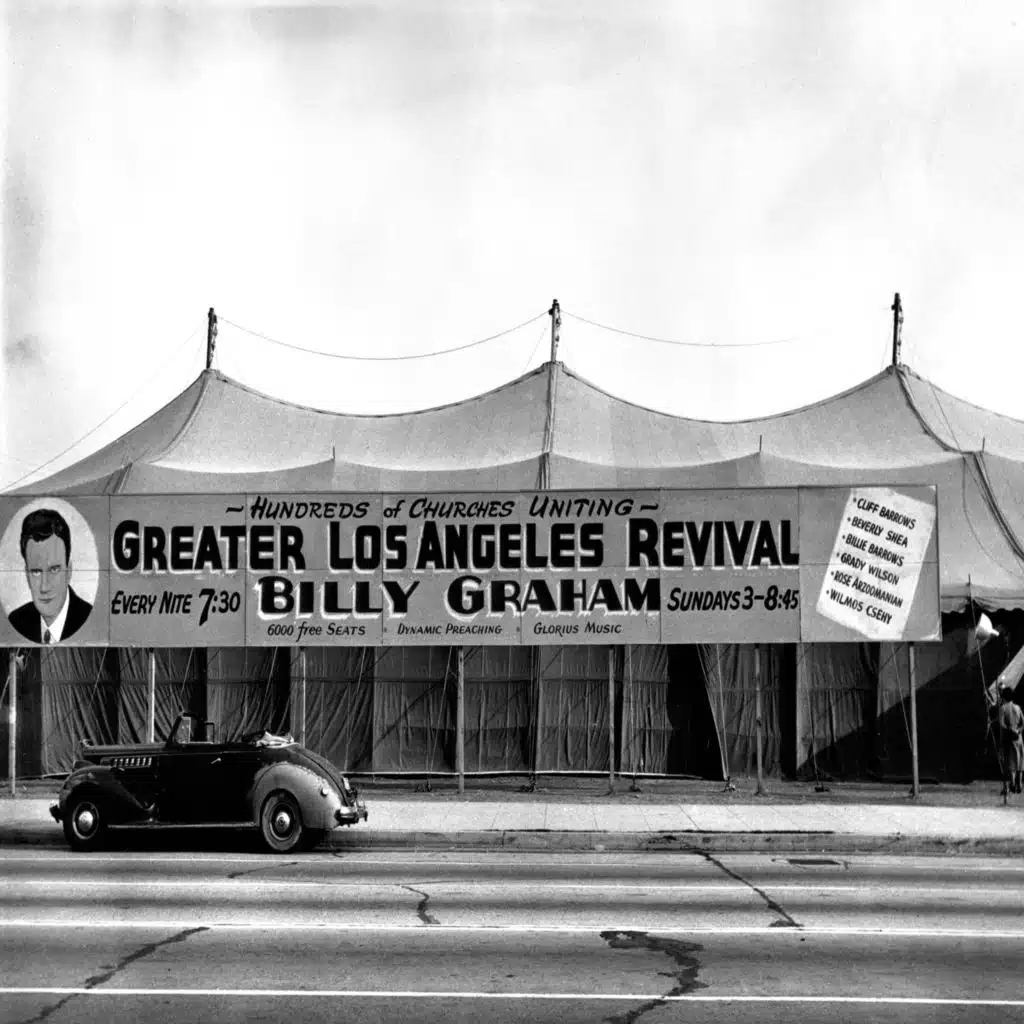 ~ HUNDREDS of CHURCHES UNITING ~
GREATER LOS ANGELES REVIVAL
EVERY NITE 7:30 BILLY GRAHAM SUNDAYS 3-8:45
6000 free SEATS · DYNAMIC PREACHING · GLORIUS MUSIC
• CLIFF BARROWS
• BEVERLY SHEA
• BILLIE BARROWS
• GRADY WILSON
• ROSE ARZOOMANIAN
• WILMOS CSEHY